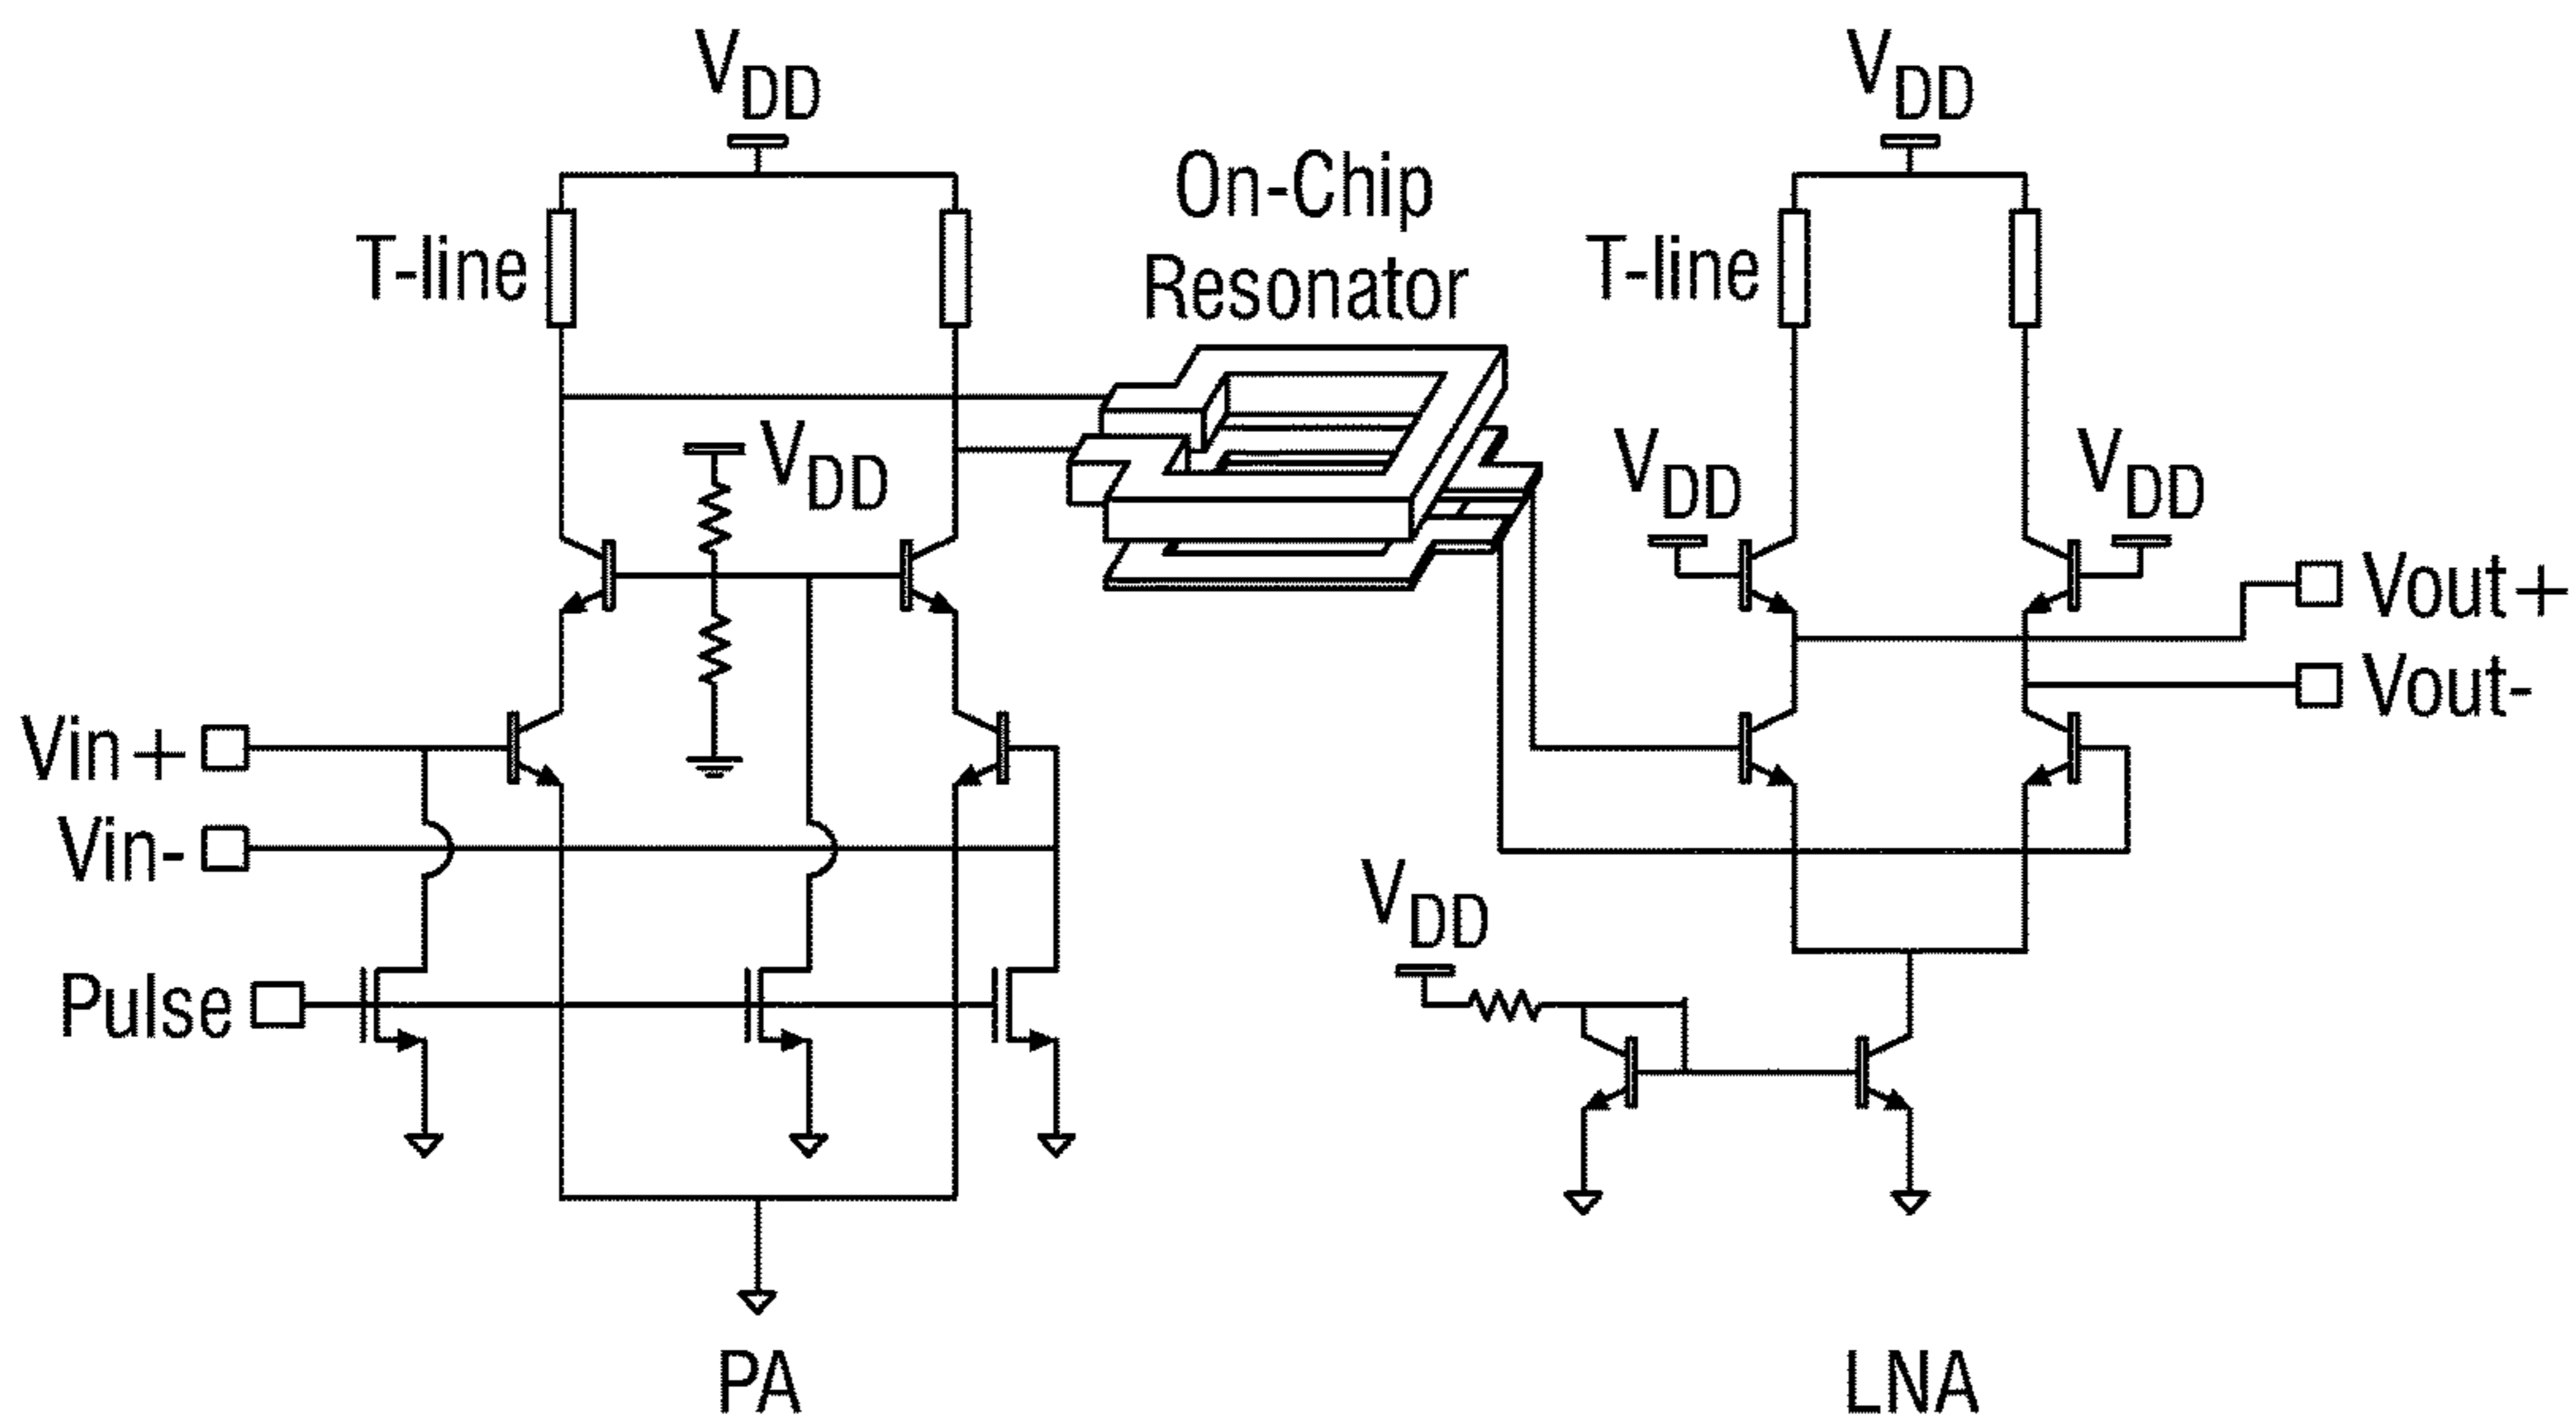 VDD
VDD
On-Chip
Resonator
T-line
T-line
VDD
VDD
VDD
Vout+
Vout-
Vin+
Vin-
VDD
Pulse
PA
LNA